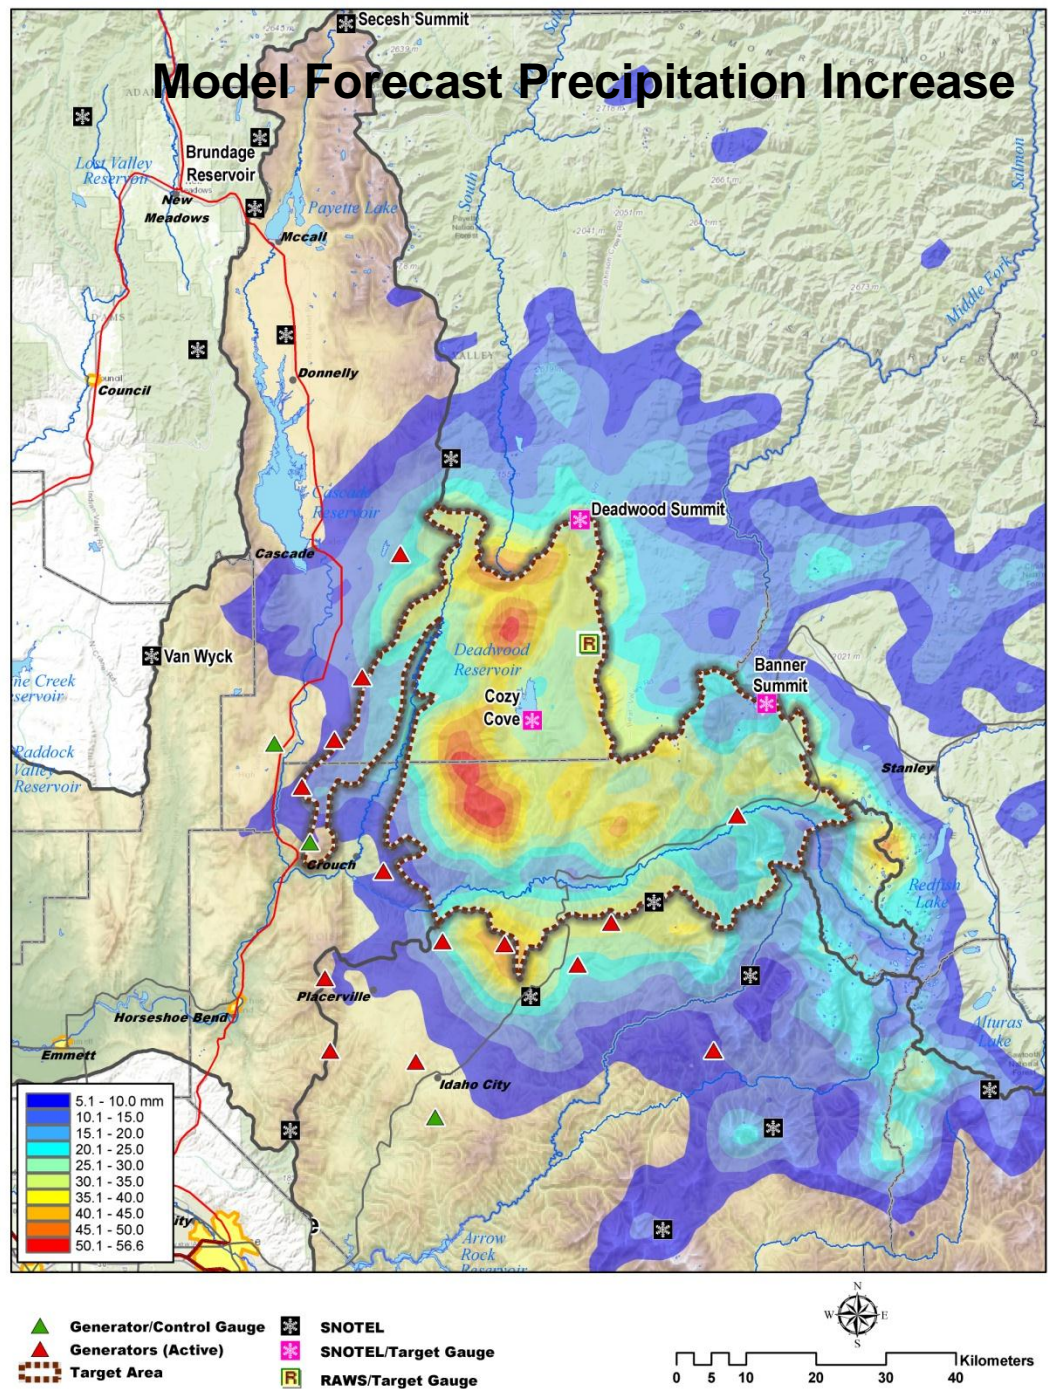 Secesh Summit
Model Forecast Precipitation Increase
Brundage
Reservoir
Lost Valley
Reservoir
New
Meadows
Payette Lake
Mccall
South
Salmon
Middle Fork
VALLEY
Council
Donnelly
Cascade
Reservoir
Cascade
Deadwood Summit
Van Wyck
Deadwood
Reservoir
Cozy
Cove
Banner
Summit
2021 m
Paddock
Valley
Reservoir
Stanley
Crouch
Redfish
Lake
Placerville
Horseshoe Bend
Emmett
Idaho City
Alturas
Lake
Arrow
Rock
Reservoir
5.1 - 10.0 mm
10.1 - 15.0
15.1 - 20.0
20.1 - 25.0
25.1 - 30.0
30.1 - 35.0
35.1 - 40.0
40.1 - 45.0
45.1 - 50.0
50.1 - 56.6
Generator/Control Gauge
Generators (Active)
Target Area
SNOTEL
SNOTEL/Target Gauge
R RAWS/Target Gauge
N
W E
S
Kilometers
0 5 10 20 30 40